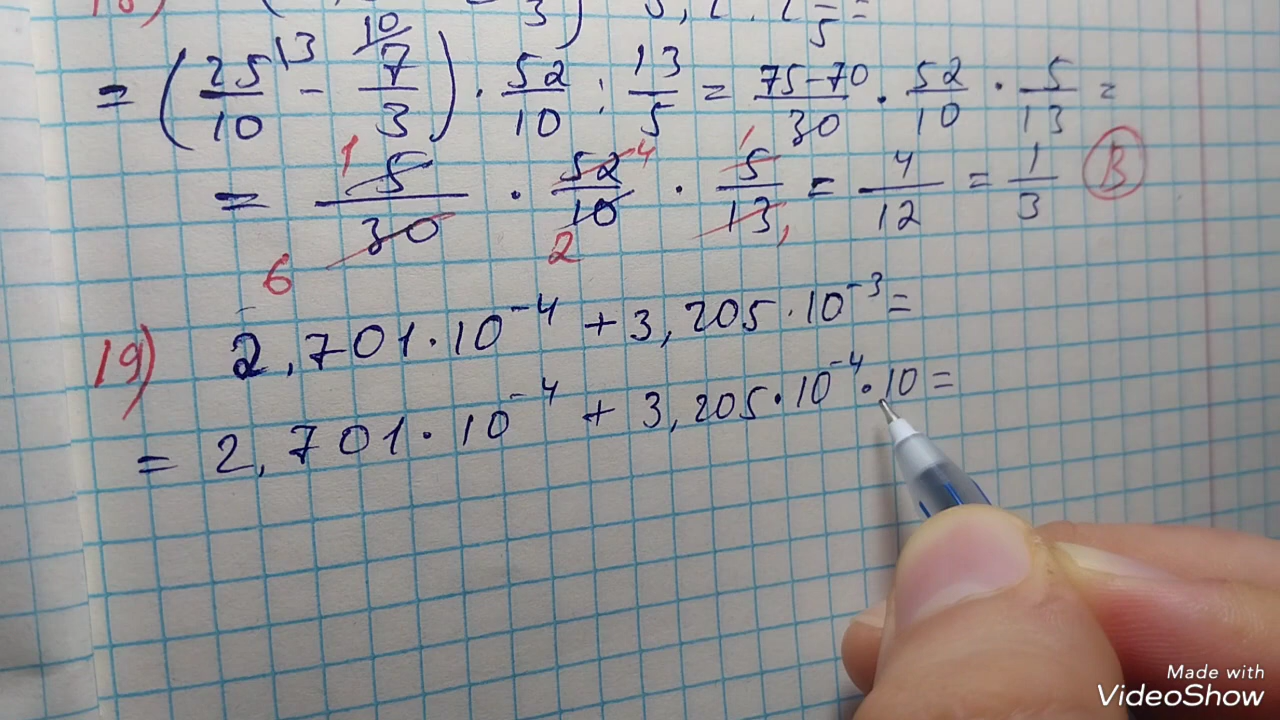 = (25/10 - 7/3) · 52/10 : 13/5 = 75-70/30 · 52/10 · 5/13 =
= 5/30 · 52/10 · 5/13 = 4/12 = 1/3 B
19) 2,701·10⁻⁴ + 3,205·10⁻³ =
= 2,701·10⁻⁴ + 3,205·10⁻⁴·10 =
Made with
VideoShow